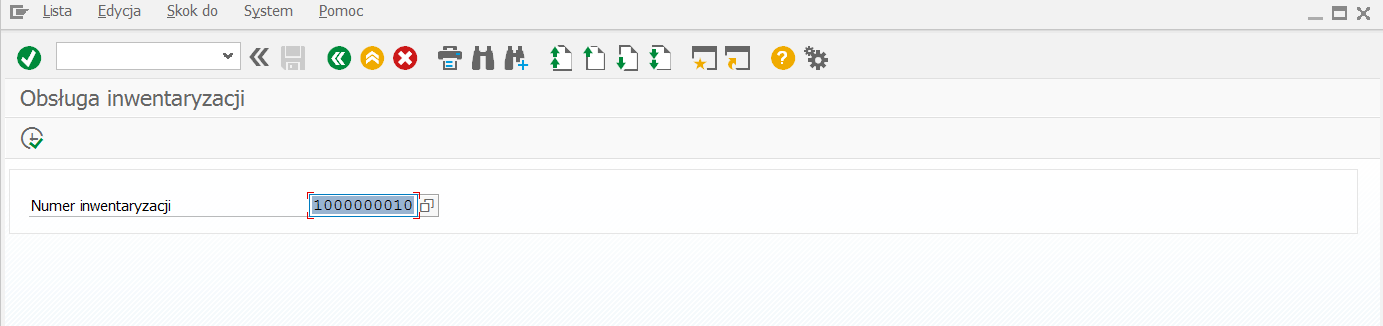 Lista Edycja Skok do System Pomoc
Obsługa inwentaryzacji
Numer inwentaryzacji 1000000010